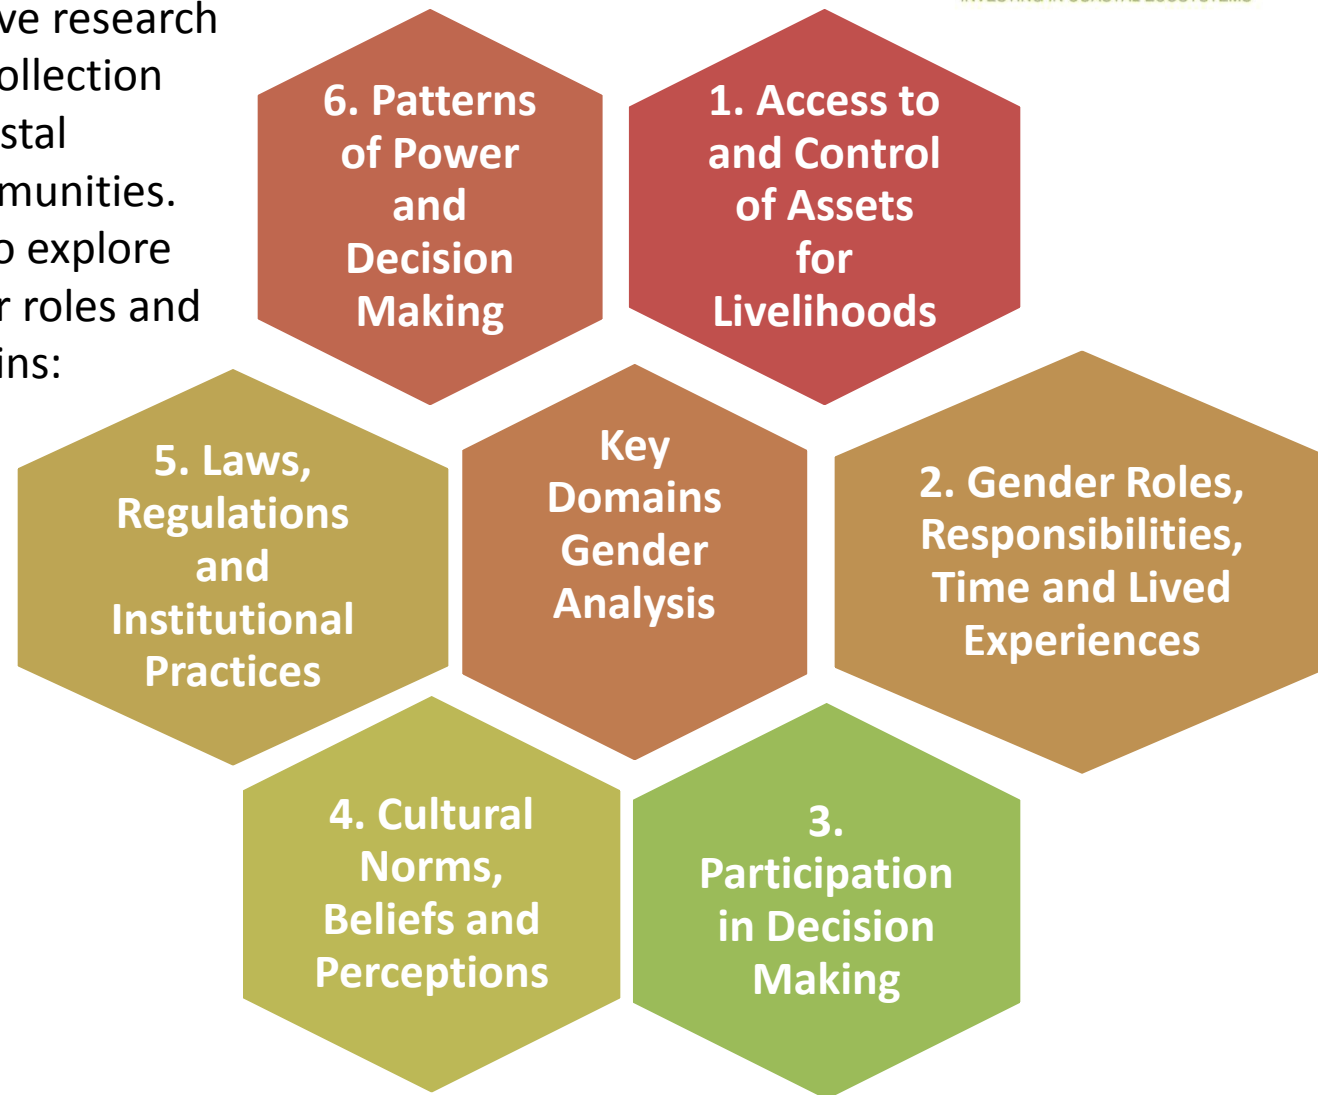 ve research
ollection
stal
munities.
o explore
r roles and
ins:
6. Patterns
of Power
and
Decision
Making
1. Access to
and Control
of Assets
for
Livelihoods
5. Laws,
Regulations
and
Institutional
Practices
Key
Domains
Gender
Analysis
2. Gender Roles,
Responsibilities,
Time and Lived
Experiences
4. Cultural
Norms,
Beliefs and
Perceptions
3.
Participation
in Decision
Making